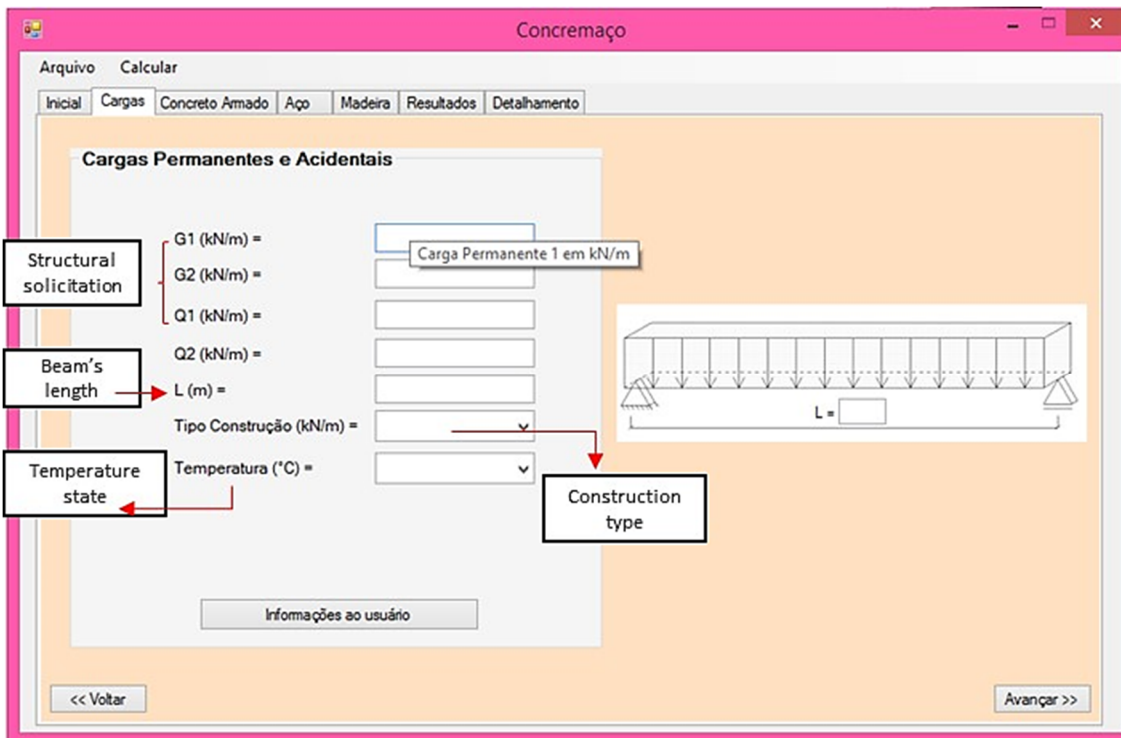 Concremaço
Arquivo Calcular
Inicial Cargas Concreto Armado Aço Madeira Resultados Detalhamento
Cargas Permanentes e Acidentais
G1 (kN/m) =
Carga Permanente 1 em kN/m
Structural
solicitation
G2 (kN/m) =
Q1 (kN/m) =
Q2 (kN/m) =
Beam's
length
L (m) =
L =
Tipo Construção (kN/m) =
Temperatura (°C) =
Temperature
state
Construction
type
Informações ao usuário
<< Voltar
Avançar >>